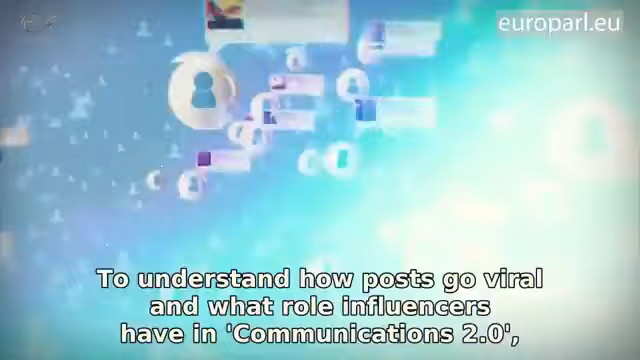 europarl.eu
To understand how posts go viral
and what role influencers
have in 'Communications 2.0',